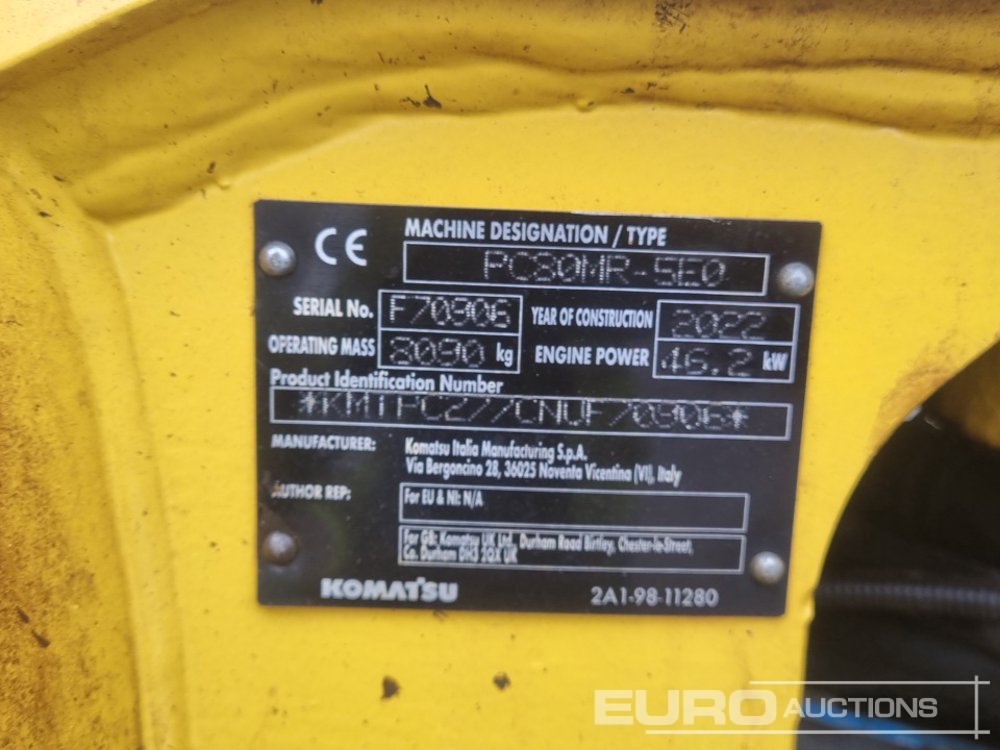 CE
MACHINE DESIGNATION / TYPE
PC80MR-5E0
SERIAL No. F70906 YEAR OF CONSTRUCTION 2022
OPERATING MASS 8090 kg ENGINE POWER 46.2 kW
Product Identification Number
*KMTPC277CNUF70906*
MANUFACTURER: Komatsu Italia Manufacturing S.p.A.
Via Bergoncino 28, 36025 Noventa Vicentina (VI), Italy
AUTHOR REP: For EU & NI: N/A
For GB: Komatsu UK Ltd, Durham Road Birtley, Chester-le-Street,
Co. Durham DH3 2QX UK
KOMATSU 2A1-98-11280
EURO AUCTIONS